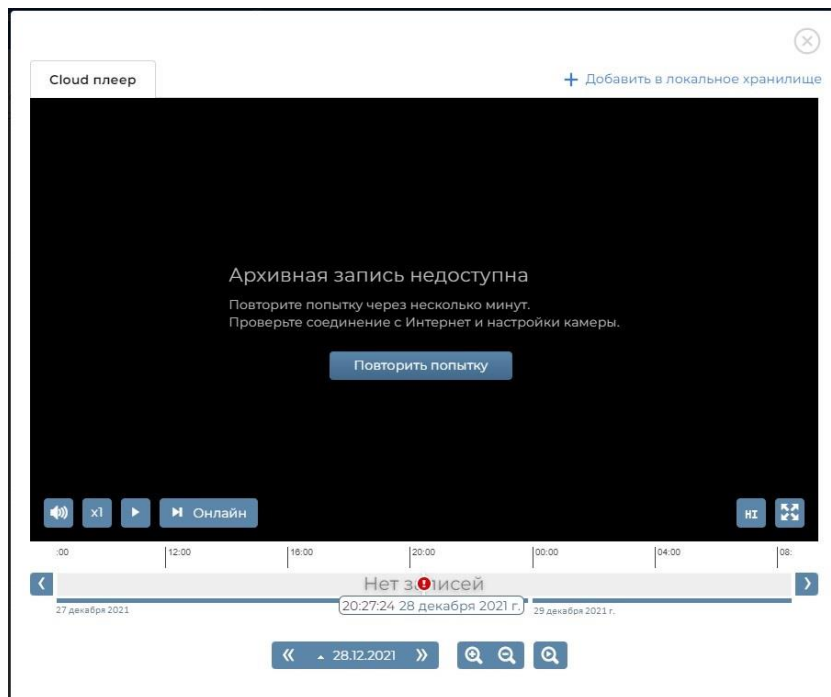 Cloud плеер
+ Добавить в локальное хранилище
Архивная запись недоступна
Повторите попытку через несколько минут.
Проверьте соединение с Интернет и настройки камеры.
Повторить попытку
x1
Онлайн
HI
:00 12:00 16:00 20:00 00:00 04:00 08:
Нет записей
20:27:24 28 декабря 2021 г.
27 декабря 2021
29 декабря 2021 г.
28.12.2021